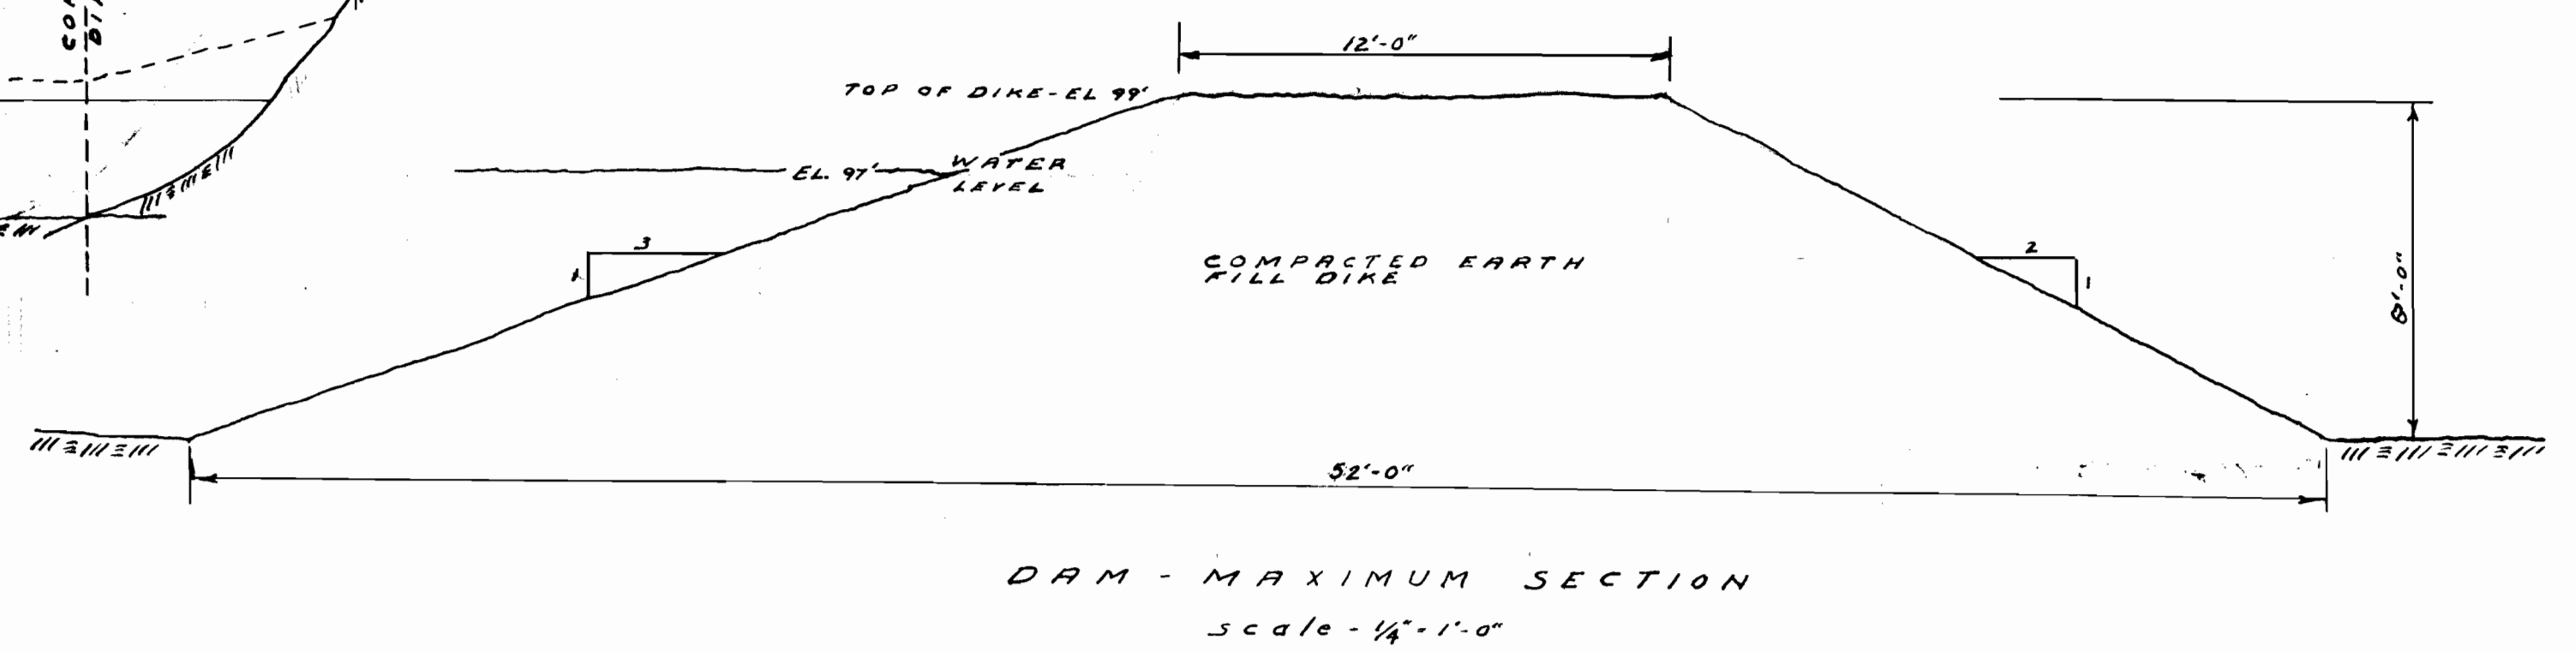 12'-0"
TOP OF DIKE-EL 99'
EL. 97'
WATER
LEVEL
3
1
COMPACTED EARTH
FILL DIKE
2
1
8'-0"
52'-0"
DAM - MAXIMUM SECTION
scale - 1/4" = 1'-0"